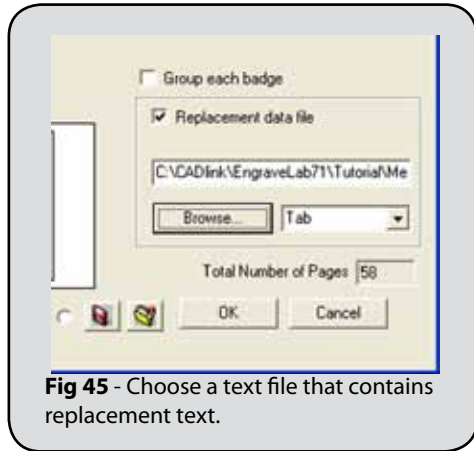 Group each badge
Replacement data file
C:\CADlink\EngraveLab71\Tutorial\Me
Browse... Tab
Total Number of Pages 58
OK Cancel
Fig 45 - Choose a text file that contains
replacement text.